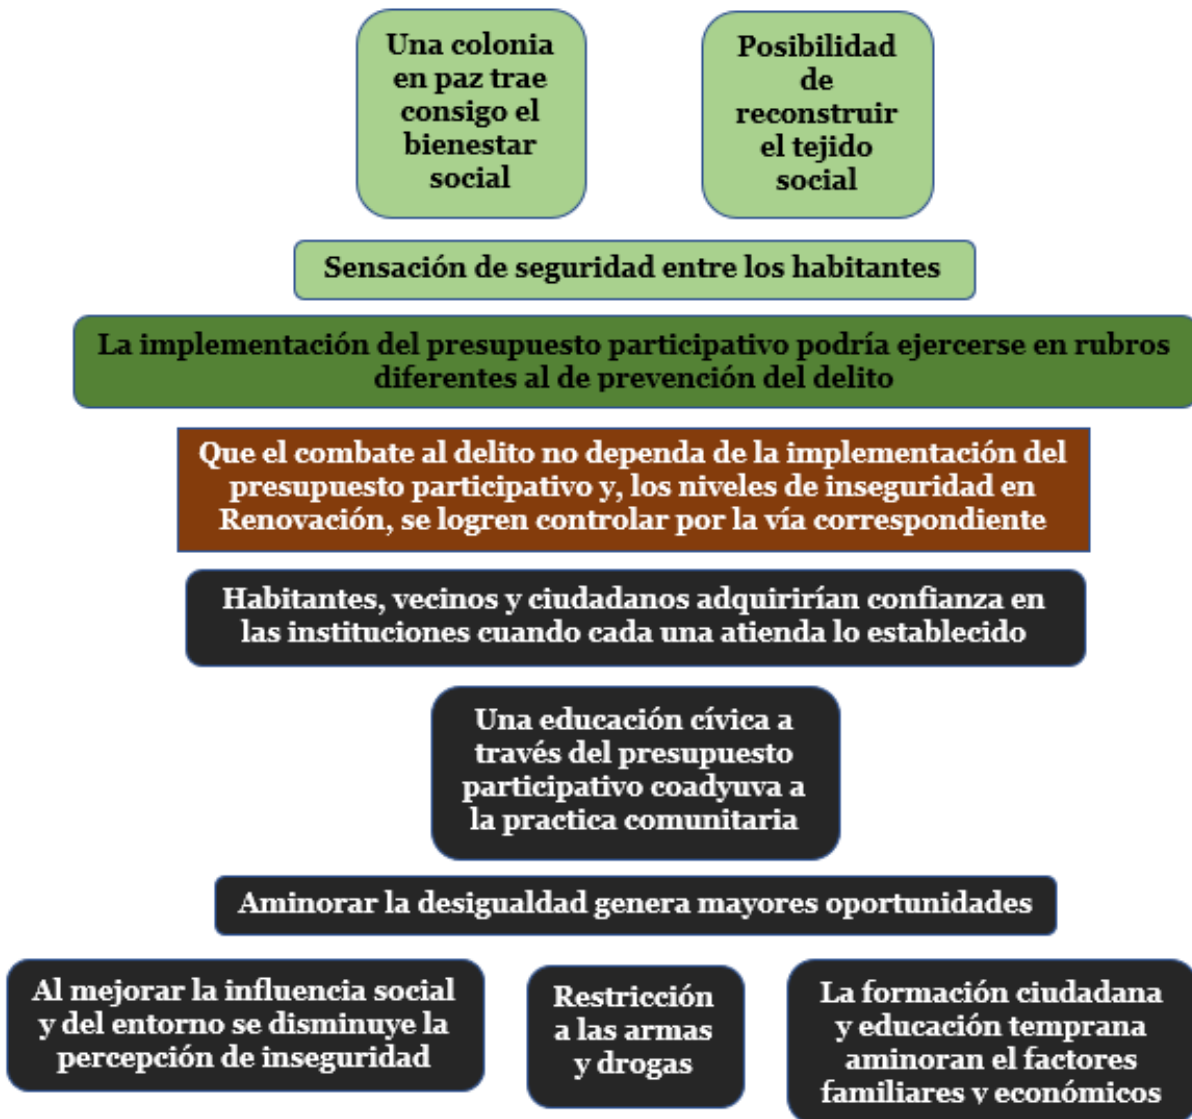 Una colonia
en paz trae
consigo el
bienestar
social
Posibilidad
de
reconstruir
el tejido
social
Sensación de seguridad entre los habitantes
La implementación del presupuesto participativo podría ejercerse en rubros
diferentes al de prevención del delito
Que el combate al delito no dependa de la implementación del
presupuesto participativo y, los niveles de inseguridad en
Renovación, se logren controlar por la vía correspondiente
Habitantes, vecinos y ciudadanos adquirirían confianza en
las instituciones cuando cada una atienda lo establecido
Una educación cívica a
través del presupuesto
participativo coadyuva a
la practica comunitaria
Aminorar la desigualdad genera mayores oportunidades
Al mejorar la influencia social
y del entorno se disminuye la
percepción de inseguridad
Restricción
a las armas
y drogas
La formación ciudadana
y educación temprana
aminoran el factores
familiares y económicos